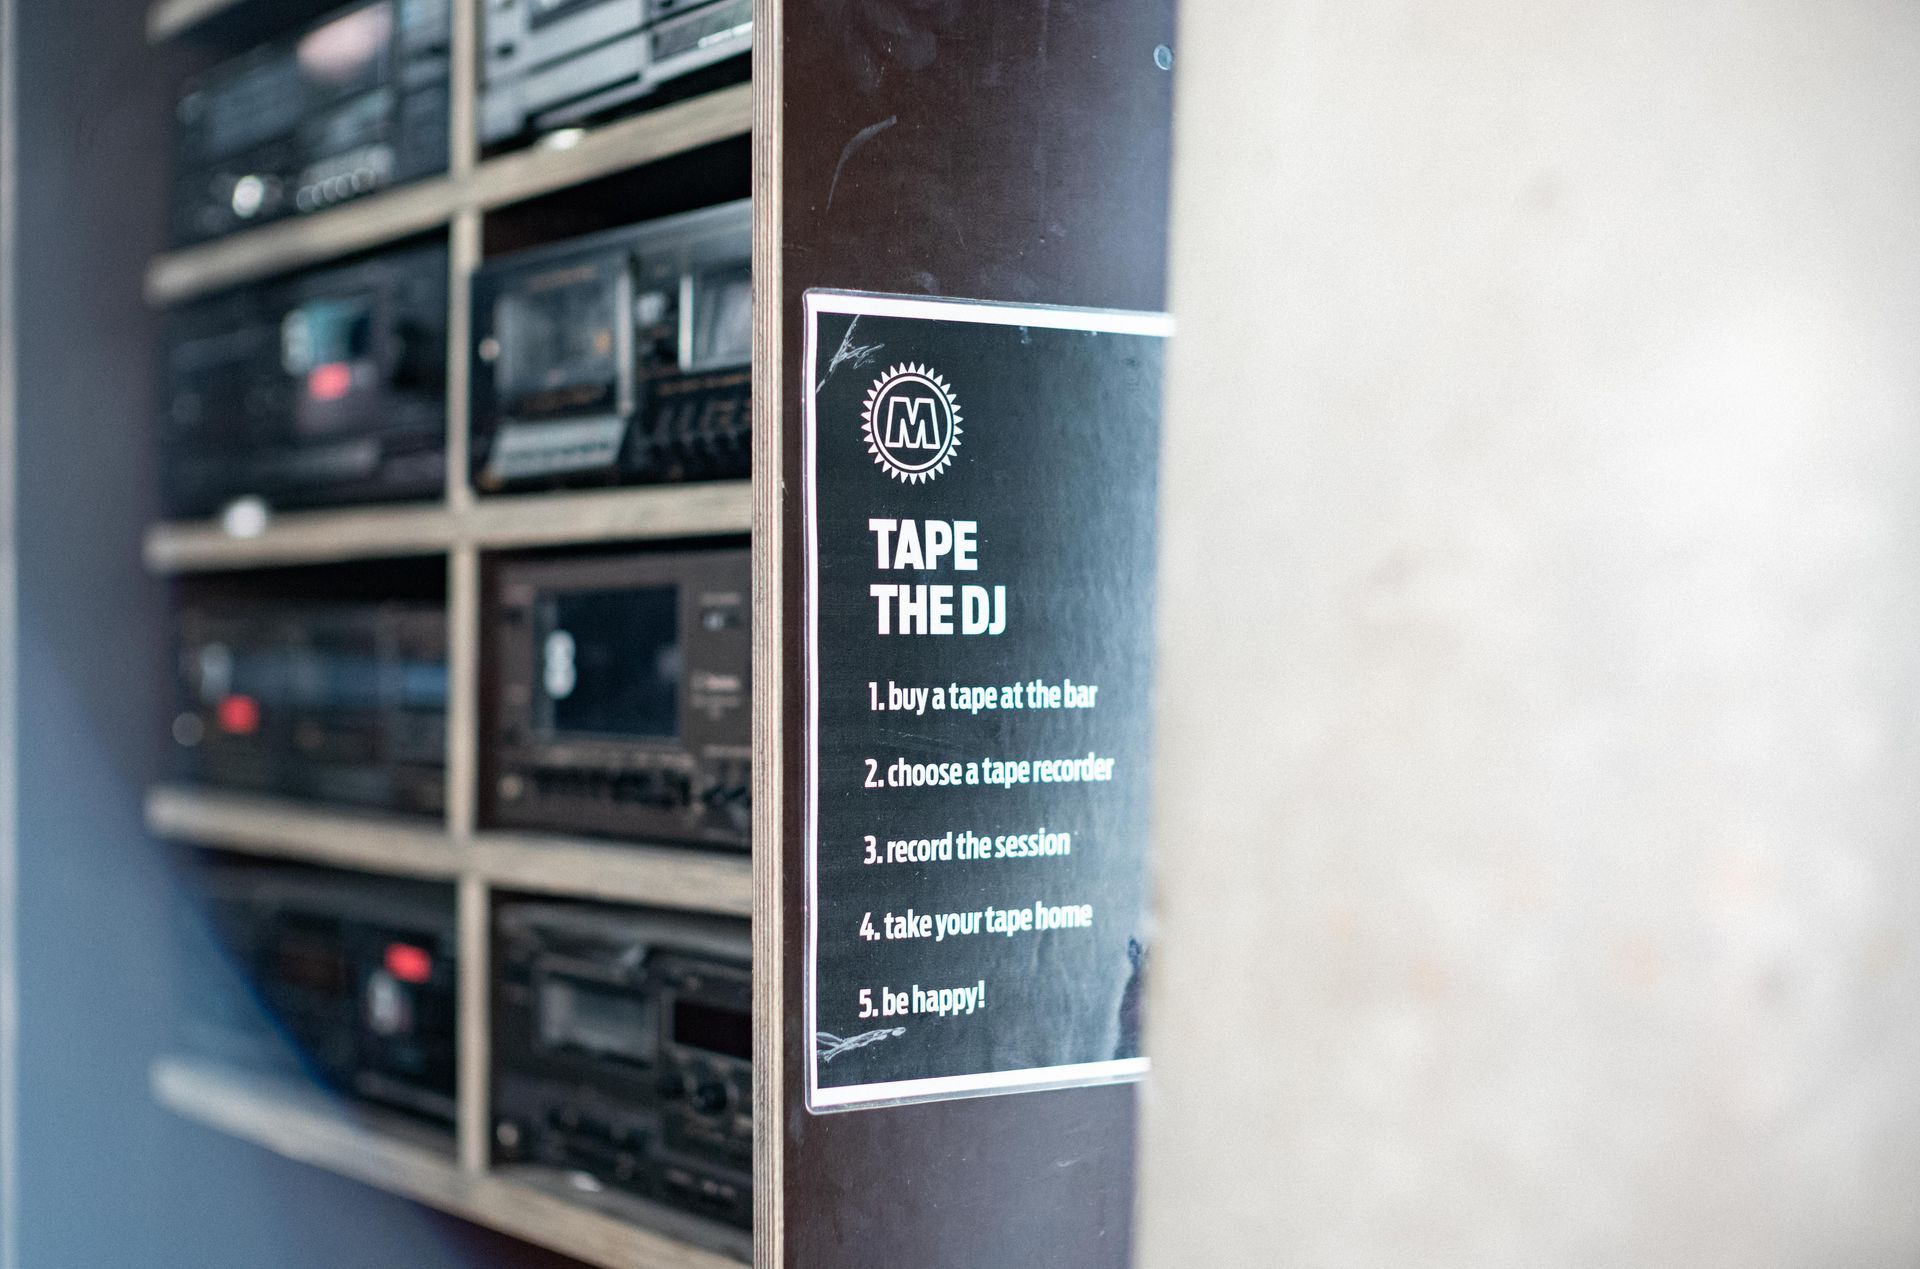 M
TAPE
THE DJ
1. buy a tape at the bar
2. choose a tape recorder
3. record the session
4. take your tape home
5. be happy!